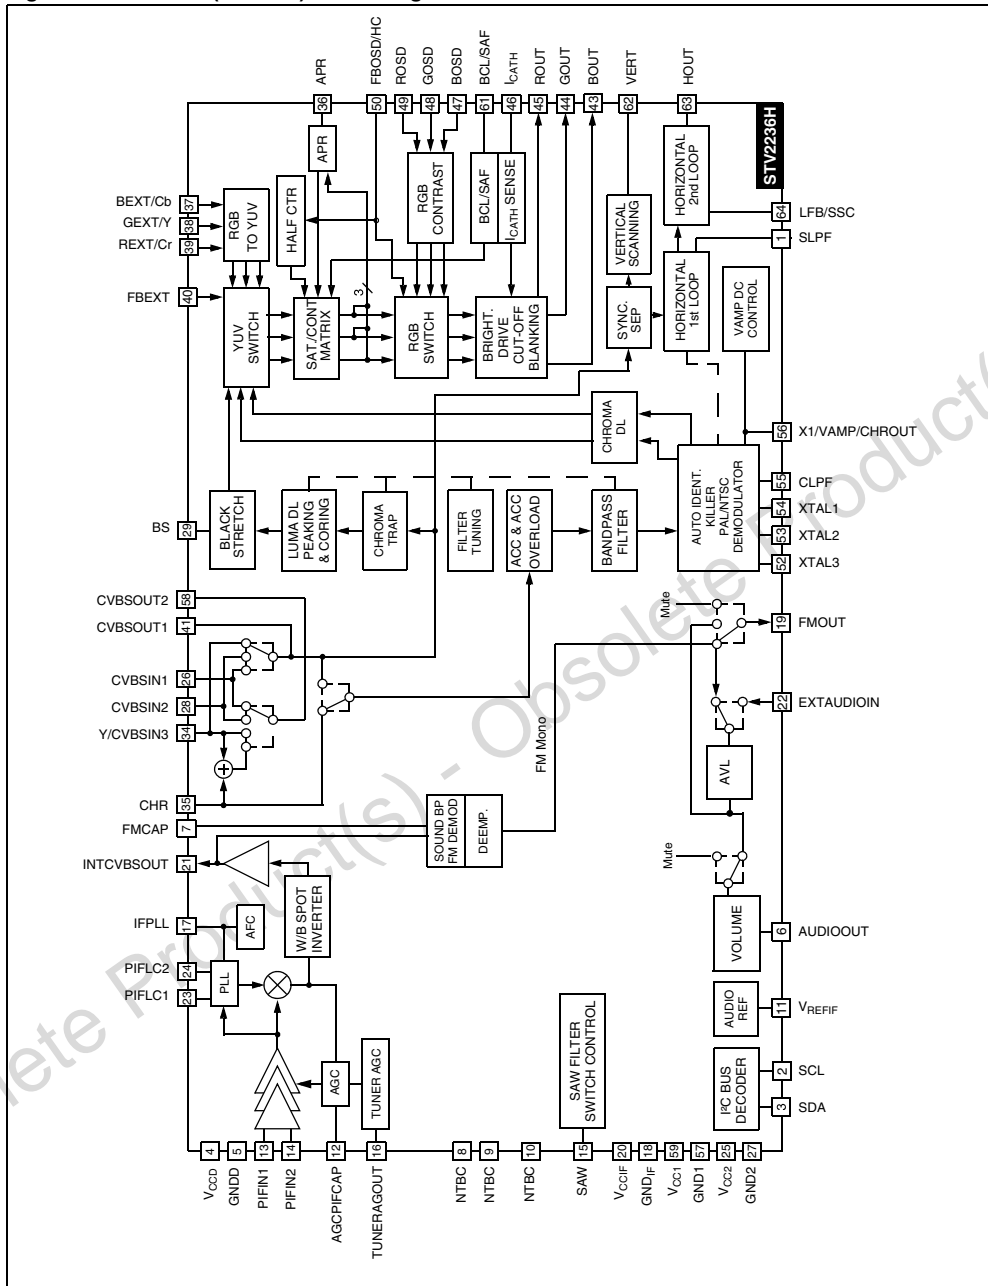 APR
FBOSD/HC
ROSD
GOSD
BOSD
BCL/SAF
ICATH
ROUT
GOUT
BOUT
VERT
HOUT
36
50
49
48
47
61
46
45
44
43
62
63
STV2236H
BEXT/Cb
37
GEXT/Y
38
REXT/Cr
39
FBEXT
40
RGB
TO YUV
HALF CTR
APR
RGB
CONTRAST
BCL/SAF
ICATH SENSE
VERTICAL
SCANNING
HORIZONTAL
2nd LOOP
64
LFB/SSC
1
SLPF
YUV
SWITCH
SAT./CONT
MATRIX
3
RGB
SWITCH
BRIGHT.
DRIVE
CUT-OFF
BLANKING
SYNC.
SEP
HORIZONTAL
1st LOOP
VAMP DC
CONTROL
CHROMA
DL
56
X1/VAMP/CHROUT
BS
29
BLACK
STRETCH
LUMA DL
PEAKING
& CORING
CHROMA
TRAP
FILTER
TUNING
ACC & ACC
OVERLOAD
BANDPASS
FILTER
AUTO IDENT.
KILLER
PAL/NTSC
DEMODULATOR
55
CLPF
54
XTAL1
53
XTAL2
52
XTAL3
CVBSOUT2
58
CVBSOUT1
41
CVBSIN1
26
CVBSIN2
28
Y/CVBSIN3
34
+
CHR
35
FMCAP
7
INTCVBSOUT
21
Mute
19
FMOUT
22
EXTAUDIOIN
FM Mono
AVL
SOUND BP
FM DEMOD
DEEMP.
Mute
IFPLL
17
AFC
W/B SPOT
INVERTER
VOLUME
6
AUDIOOUT
PIFLC2
24
PIFLC1
23
PLL
AUDIO
REF
11
VREFIF
AGC
TUNER AGC
SAW FILTER
SWITCH CONTROL
I²C BUS
DECODER
2
SCL
3
SDA
4
5
13
14
12
16
8
9
10
15
20
18
59
57
25
27
VCCD
GNDD
PIFIN1
PIFIN2
AGCPIFCAP
TUNERAGOUT
NTBC
NTBC
NTBC
SAW
VCCIF
GNDIF
VCC1
GND1
VCC2
GND2
lete Product(s) - Obsolete Product(